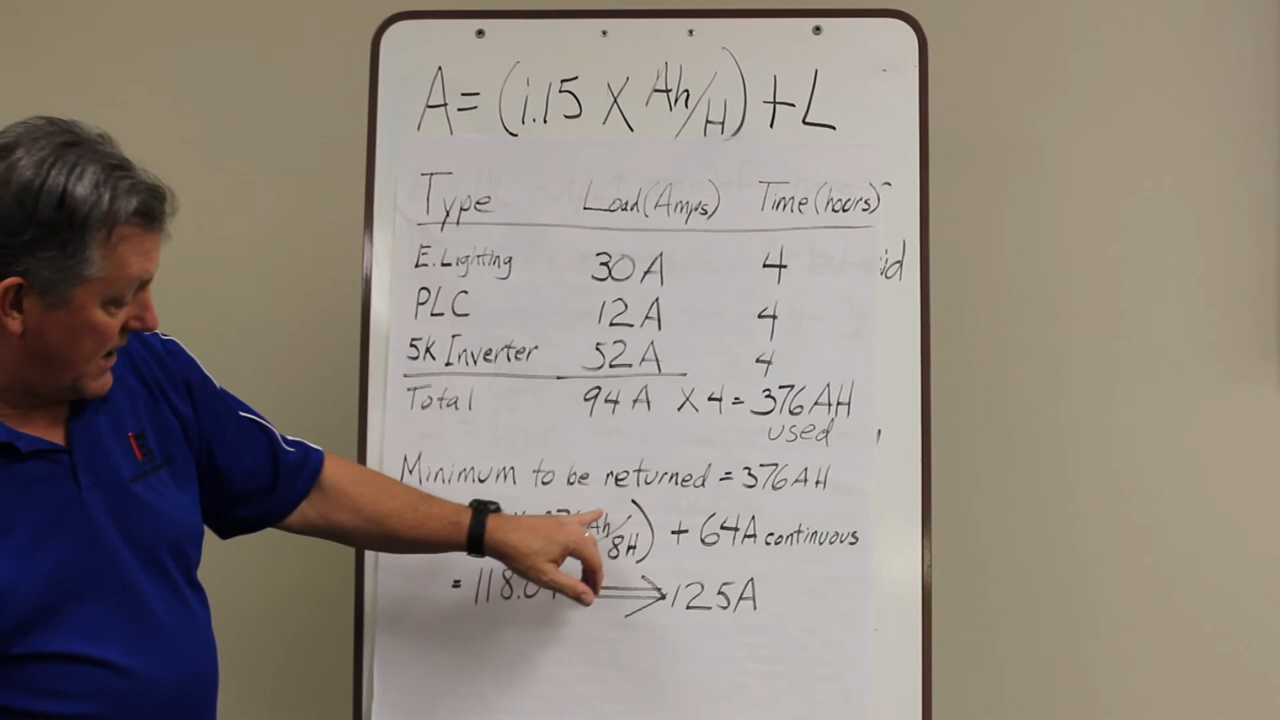 A = (1.15 X Ah/H) + L
Type Load (Amps) Time (hours)
E. Lighting 30A 4
PLC 12A 4
5K Inverter 52A 4
Total 94A X 4 = 376AH
used
Minimum to be returned = 376AH
Ah/8H) + 64A continuous
= 118.0 ⇒ 125A